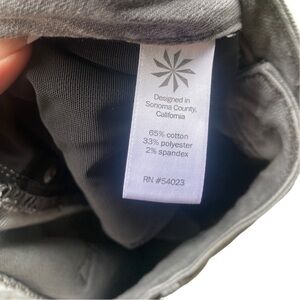 Designed in
Sonoma County,
California
65% cotton
33% polyester
2% spandex
RN #54023